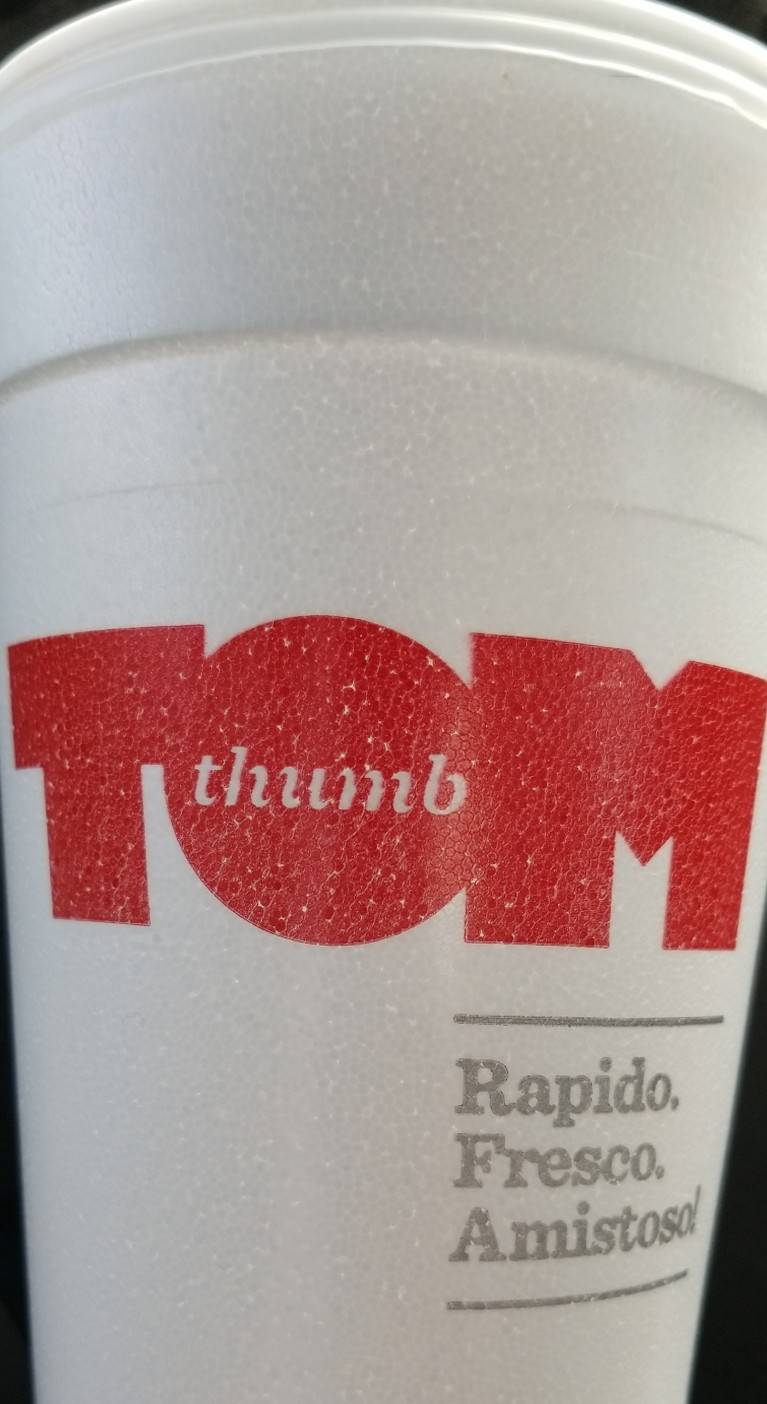 TOM
thumb
Rapido.
Fresco.
Amistoso!